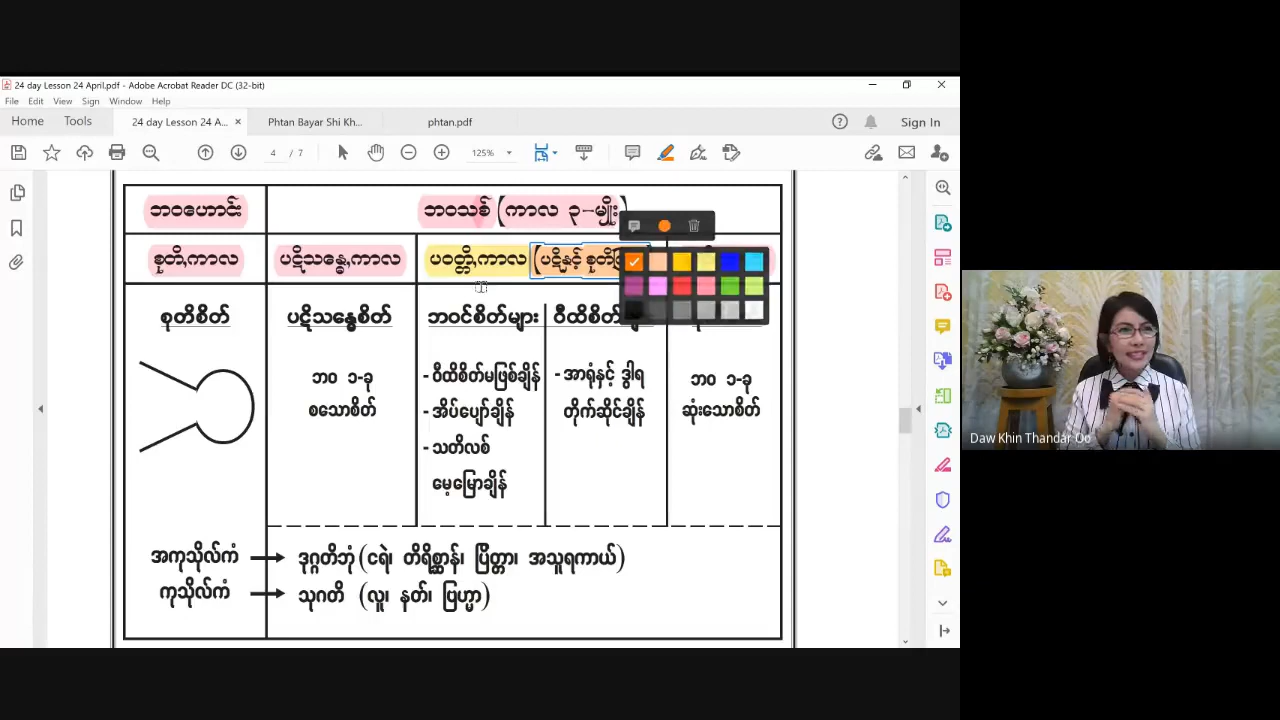 24 day Lesson 24 April.pdf - Adobe Acrobat Reader DC (32-bit)
File Edit View Sign Window Help
Home Tools 24 day Lesson 24 A... × Phtan Bayar Shi Kh... phtan.pdf Sign In
4 / 7 125%
ဘဝဟောင်း ဘဝသစ် (ကာလ ၃-မျိုး)
စုတိ,ကာလ ပဋိသန္ဓေ,ကာလ ပဝတ္တိ,ကာလ (ပဋိနှင့် စုတိ
စုတိစိတ် ပဋိသန္ဓေစိတ် ဘဝင်စိတ်များ ဝီထိစိတ်
ဘဝ ၁-ခု - ဝီထိစိတ်မဖြစ်ချိန် - အာရုံနှင့် ဒွါရ ဘဝ ၁-ခု
စသောစိတ် - အိပ်ပျော်ချိန် တိုက်ဆိုင်ချိန် ဆုံးသောစိတ်
- သတိလစ်
မေ့မြောချိန်
အကုသိုလ်ကံ → ဒုဂ္ဂတိဘုံ (ငရဲ၊ တိရိစ္ဆာန်၊ ပြိတ္တာ၊ အသူရကာယ်)
ကုသိုလ်ကံ → သုဂတိ (လူ၊ နတ်၊ ဗြဟ္မာ)
Daw Khin Thandar Oo